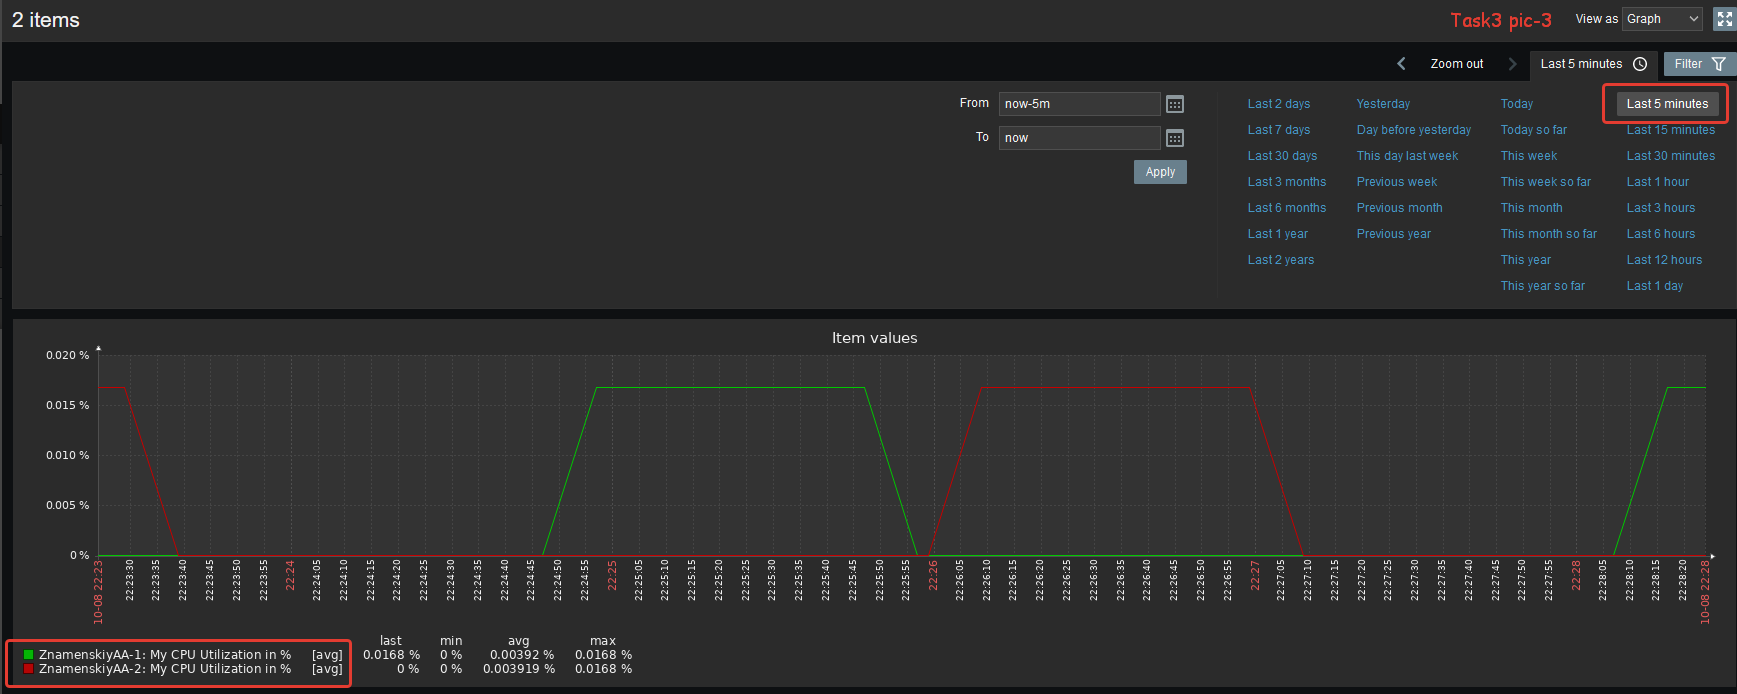 2 items
Task3 pic-3
View as Graph
Zoom out
Last 5 minutes
Filter
From now-5m
To now
Apply
Last 2 days Yesterday Today Last 5 minutes
Last 7 days Day before yesterday Today so far Last 15 minutes
Last 30 days This day last week This week Last 30 minutes
Last 3 months Previous week This week so far Last 1 hour
Last 6 months Previous month This month Last 3 hours
Last 1 year Previous year This month so far Last 6 hours
Last 2 years This year Last 12 hours
This year so far Last 1 day
Item values
0.020 %
0.015 %
0.010 %
0.005 %
0 %
10-08 22:23 22:23:30 22:23:35 22:23:40 22:23:45 22:23:50 22:23:55 22:24 22:24:05 22:24:10 22:24:15 22:24:20 22:24:25 22:24:30 22:24:35 22:24:40 22:24:45 22:24:50 22:24:55 22:25 22:25:05 22:25:10 22:25:15 22:25:20 22:25:25 22:25:30 22:25:35 22:25:40 22:25:45 22:25:50 22:25:55 22:26 22:26:05 22:26:10 22:26:15 22:26:20 22:26:25 22:26:30 22:26:35 22:26:40 22:26:45 22:26:50 22:26:55 22:27 22:27:05 22:27:10 22:27:15 22:27:20 22:27:25 22:27:30 22:27:35 22:27:40 22:27:45 22:27:50 22:27:55 22:28 22:28:05 22:28:10 22:28:15 22:28:20 10-08 22:28
last min avg max
ZnamenskiyAA-1: My CPU Utilization in % [avg] 0.0168 % 0 % 0.00392 % 0.0168 %
ZnamenskiyAA-2: My CPU Utilization in % [avg] 0 % 0 % 0.003919 % 0.0168 %